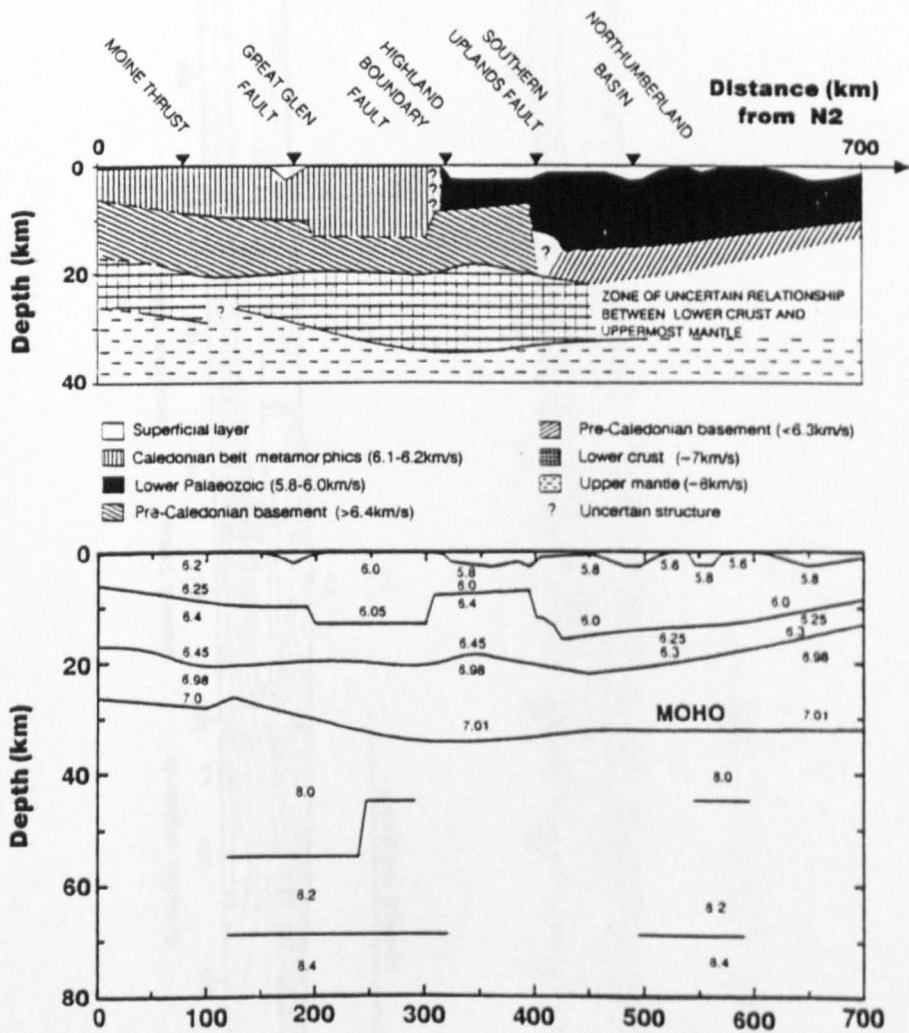 MOINE THRUST
GREAT GLEN
FAULT
HIGHLAND
BOUNDARY
FAULT
SOUTHERN
UPLANDS FAULT
NORTHUMBERLAND
BASIN
Distance (km)
from N2
0 700
Depth (km)
0
20
40
?
?
?
?
?
ZONE OF UNCERTAIN RELATIONSHIP
BETWEEN LOWER CRUST AND
UPPERMOST MANTLE
Superficial layer
Caledonian belt metamorphics (6.1-6.2km/s)
Lower Palaeozoic (5.8-6.0km/s)
Pre-Caledonian basement (>6.4km/s)
Pre-Caledonian basement (<6.3km/s)
Lower crust (~7km/s)
Upper mantle (~8km/s)
? Uncertain structure
Depth (km)
0
20
40
60
80
6.2 6.0 5.8 5.8 5.6 5.8 5.6 5.8
6.25 6.0 6.0
6.4 6.05 6.4 6.0 6.25 6.25
6.45 6.45 6.3 6.3
6.98 6.98 6.98
7.0 7.01 MOHO 7.01
8.0 8.0
8.2 8.2
8.4 8.4
0 100 200 300 400 500 600 700